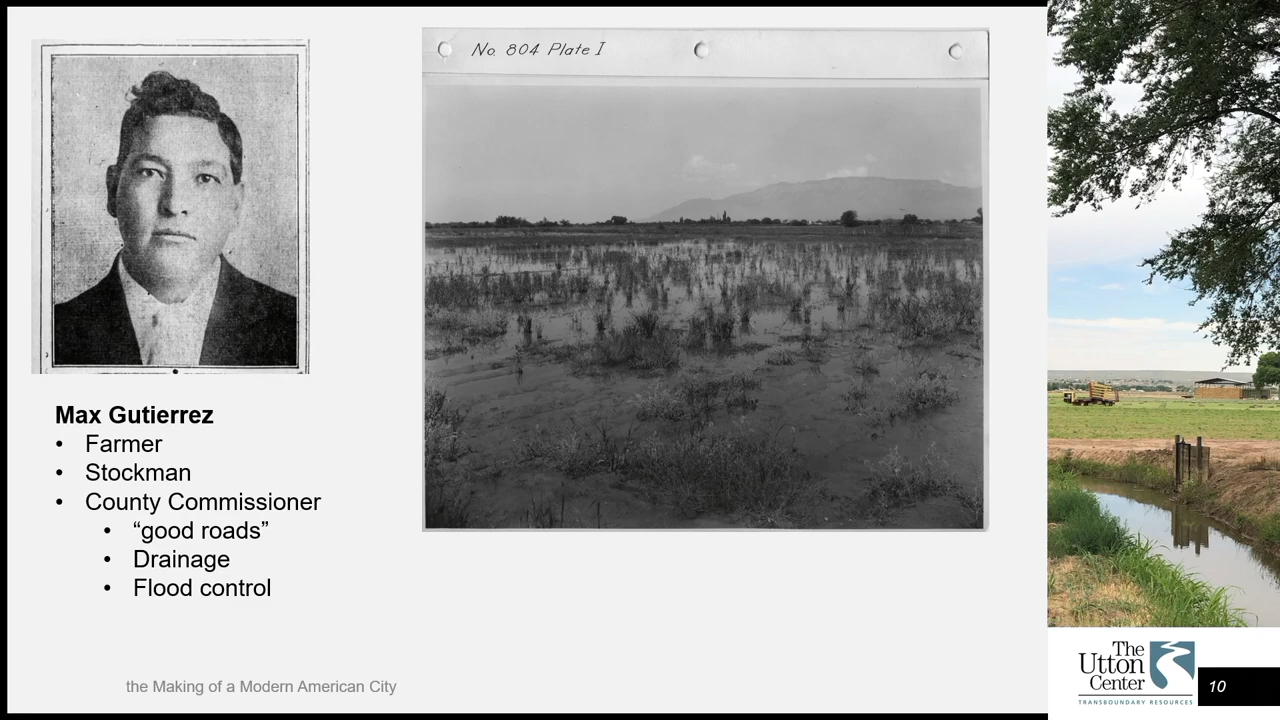 No. 804 Plate I
Max Gutierrez
• Farmer
• Stockman
• County Commissioner
• “good roads”
• Drainage
• Flood control
the Making of a Modern American City
The
Utton
Center
TRANSBOUNDARY RESOURCES
10